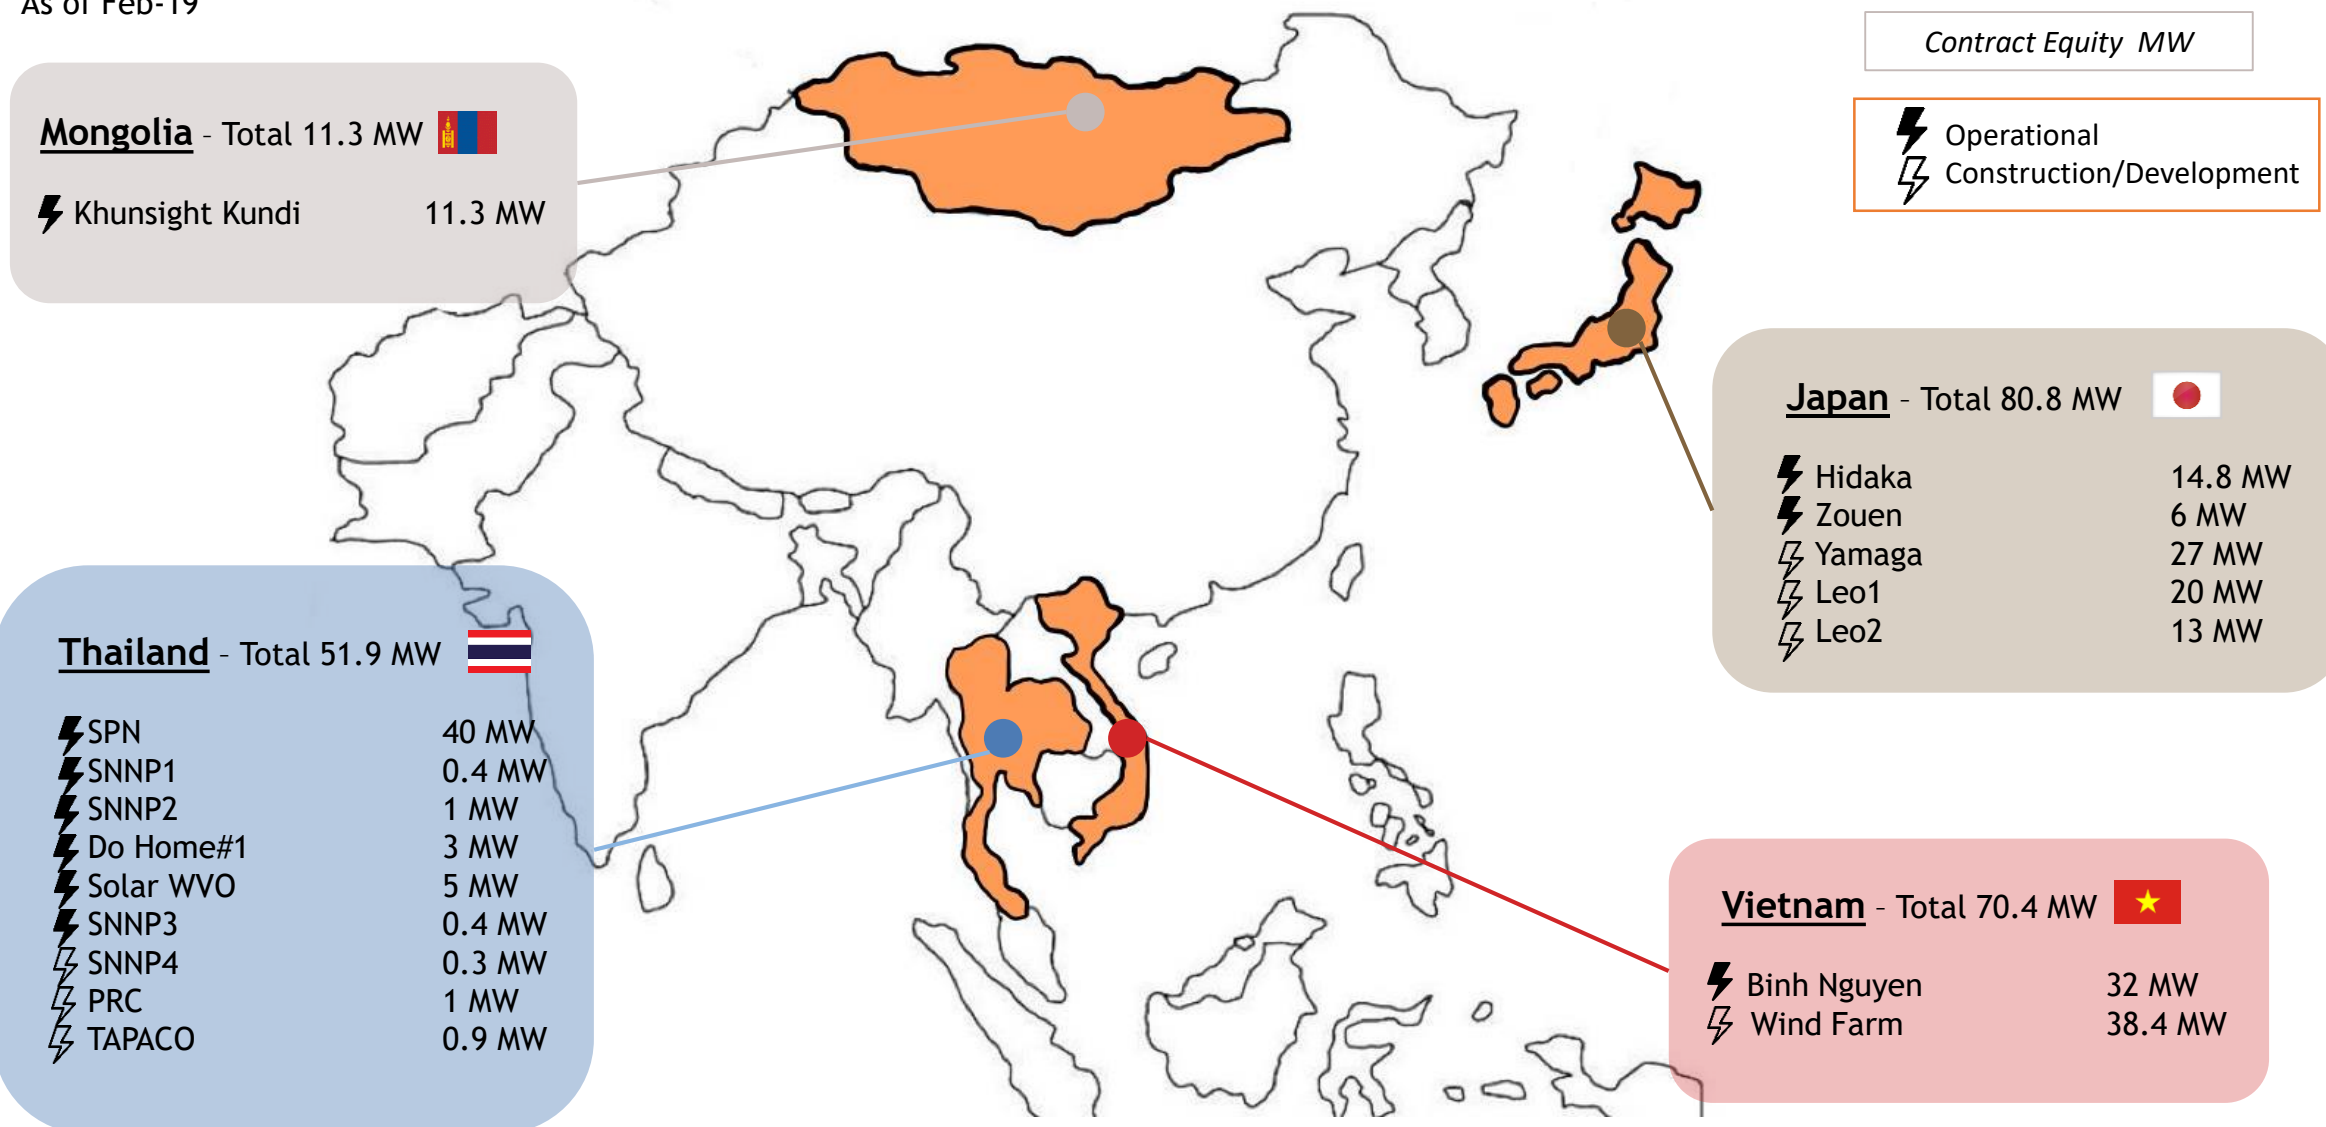 As of Feb-19
Contract Equity MW
Operational
Construction/Development
Mongolia - Total 11.3 MW
Khunsight Kundi 11.3 MW
Japan - Total 80.8 MW
Hidaka 14.8 MW
Zouen 6 MW
Yamaga 27 MW
Leo1 20 MW
Leo2 13 MW
Thailand - Total 51.9 MW
SPN 40 MW
SNNP1 0.4 MW
SNNP2 1 MW
Do Home#1 3 MW
Solar WVO 5 MW
SNNP3 0.4 MW
SNNP4 0.3 MW
PRC 1 MW
TAPACO 0.9 MW
Vietnam - Total 70.4 MW
Binh Nguyen 32 MW
Wind Farm 38.4 MW